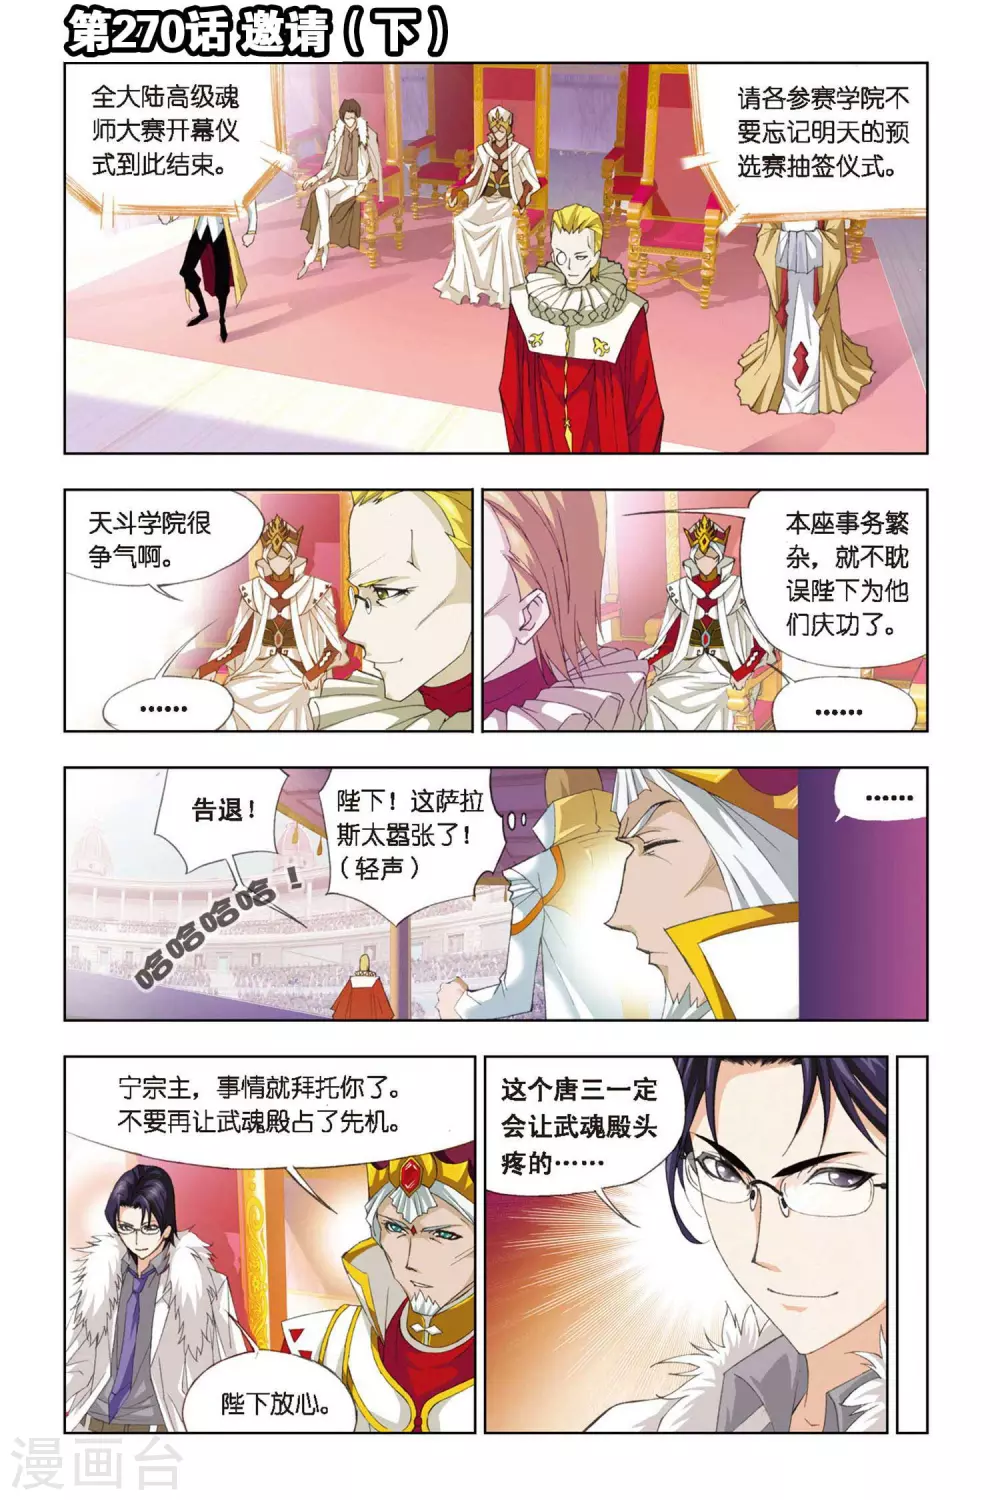 第270话 邀请（下）
全大陆高级魂
师大赛开幕仪
式到此结束。
请各参赛学院不
要忘记明天的预
选赛抽签仪式。
天斗学院很
争气啊。
……
本座事务繁
杂，就不耽
误陛下为他
们庆功了。
……
告退！
哈哈哈哈哈！
陛下！这萨拉
斯太嚣张了！
（轻声）
…
……
宁宗主，事情就拜托你了。
不要再让武魂殿占了先机。
陛下放心。
这个唐三一定
会让武魂殿头
疼的……
漫画台